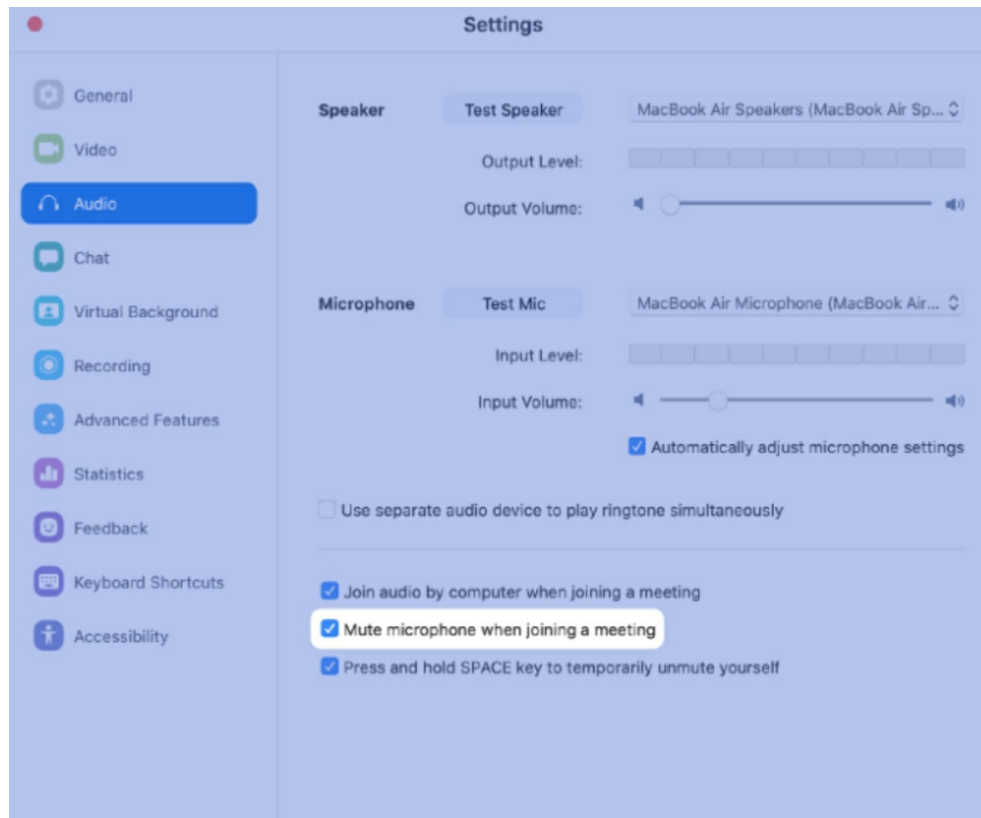 Settings
General
Video
Audio
Chat
Virtual Background
Recording
Advanced Features
Statistics
Feedback
Keyboard Shortcuts
Accessibility
Speaker Test Speaker MacBook Air Speakers (MacBook Air Sp...
Output Level:
Output Volume:
Microphone Test Mic MacBook Air Microphone (MacBook Air...
Input Level:
Input Volume:
Automatically adjust microphone settings
Use separate audio device to play ringtone simultaneously
Join audio by computer when joining a meeting
Mute microphone when joining a meeting
Press and hold SPACE key to temporarily unmute yourself